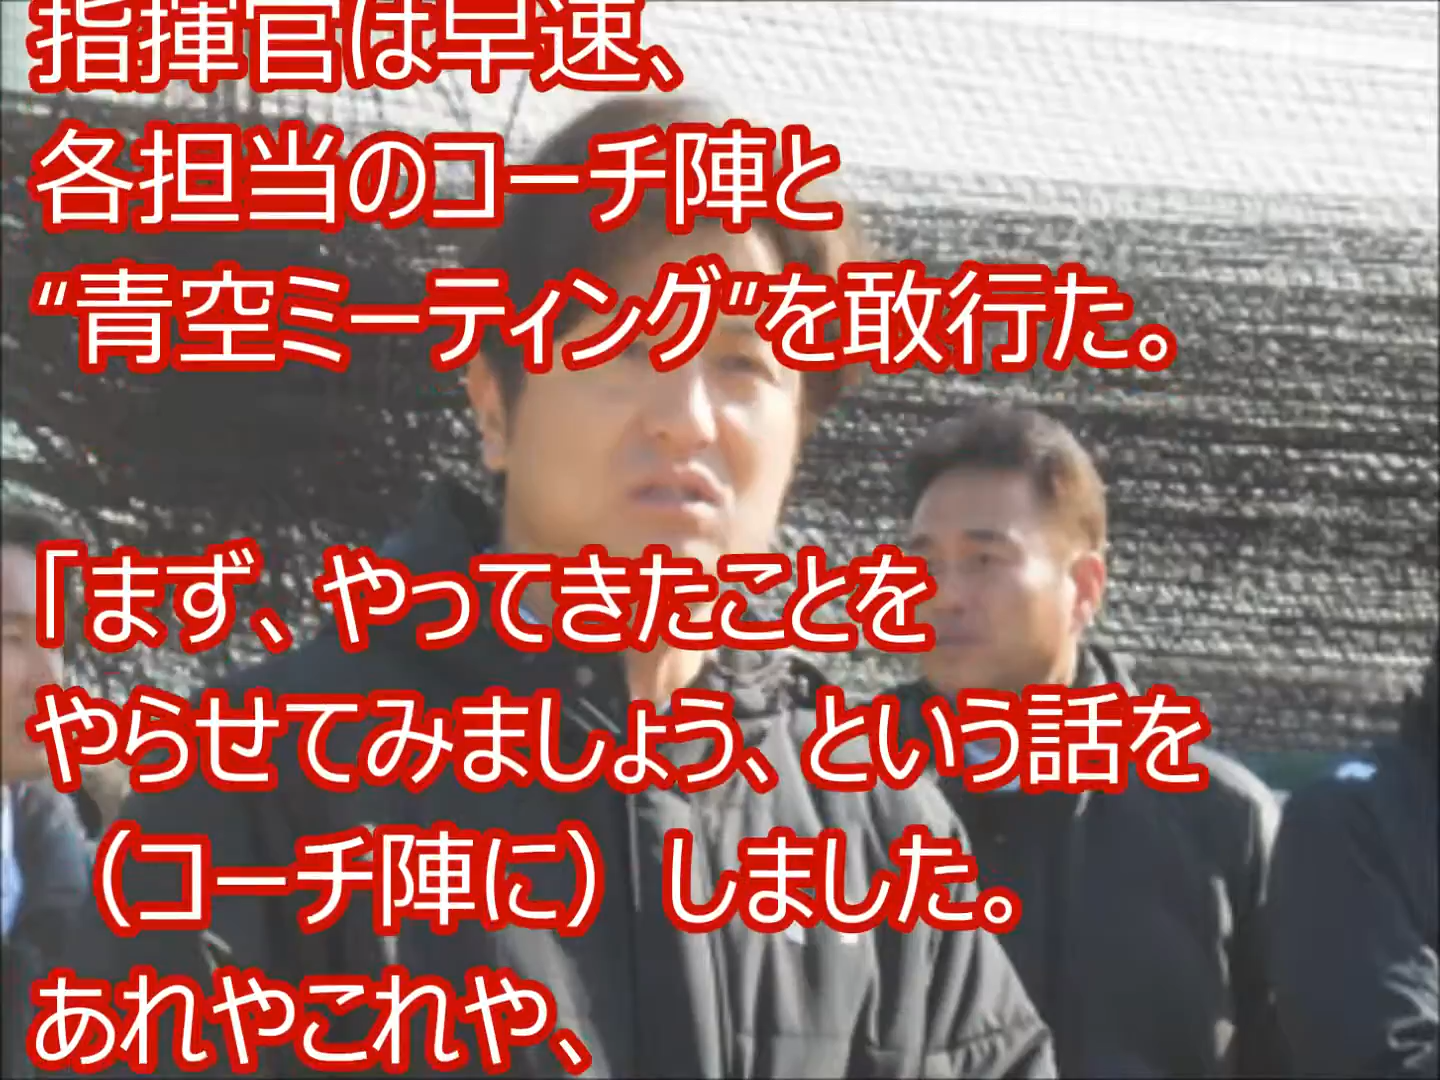 指揮官は早速、
各担当のコーチ陣と
“青空ミーティング”を敢行た。
「まず、やってきたことを
やらせてみましょう、という話を
（コーチ陣に）しました。
あれやこれや、